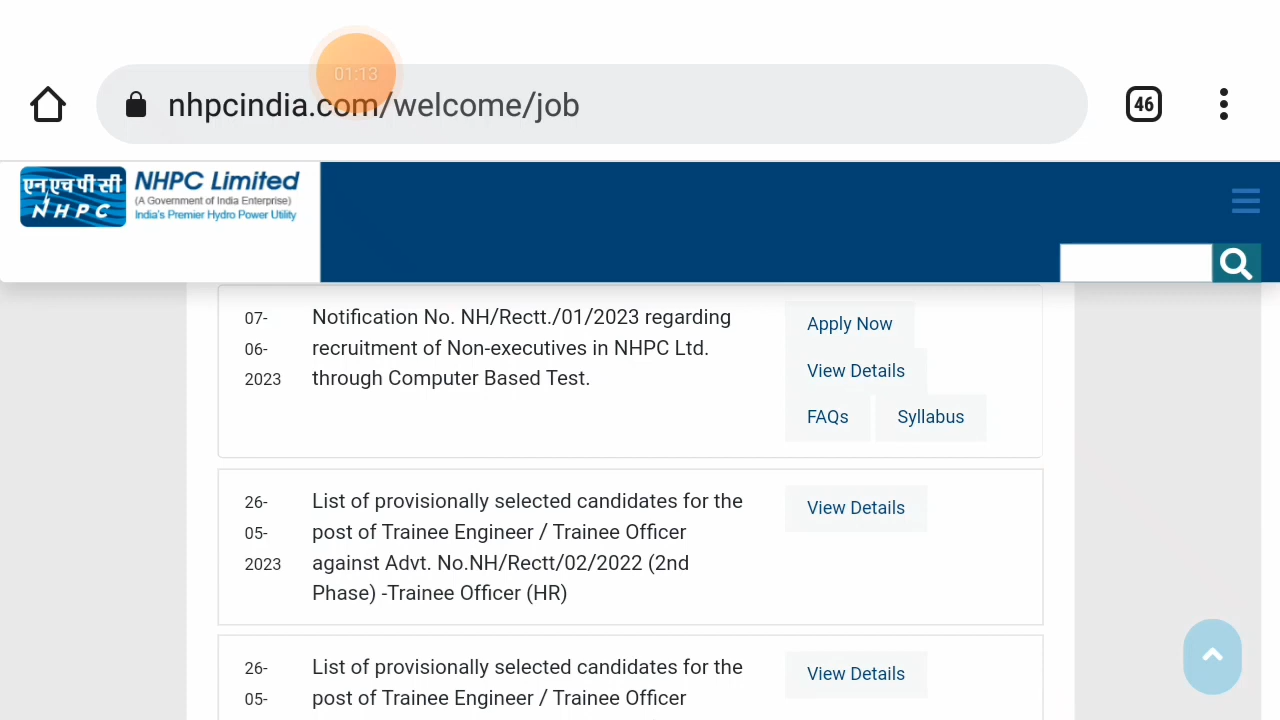 01:13
nhpcindia.com/welcome/job
46
एन एच पी सी
NHPC
NHPC Limited
(A Government of India Enterprise)
India's Premier Hydro Power Utility
07-
06-
2023
Notification No. NH/Rectt./01/2023 regarding
recruitment of Non-executives in NHPC Ltd.
through Computer Based Test.
Apply Now
View Details
FAQs Syllabus
26-
05-
2023
List of provisionally selected candidates for the
post of Trainee Engineer / Trainee Officer
against Advt. No.NH/Rectt/02/2022 (2nd
Phase) -Trainee Officer (HR)
View Details
26-
05-
List of provisionally selected candidates for the
post of Trainee Engineer / Trainee Officer
View Details